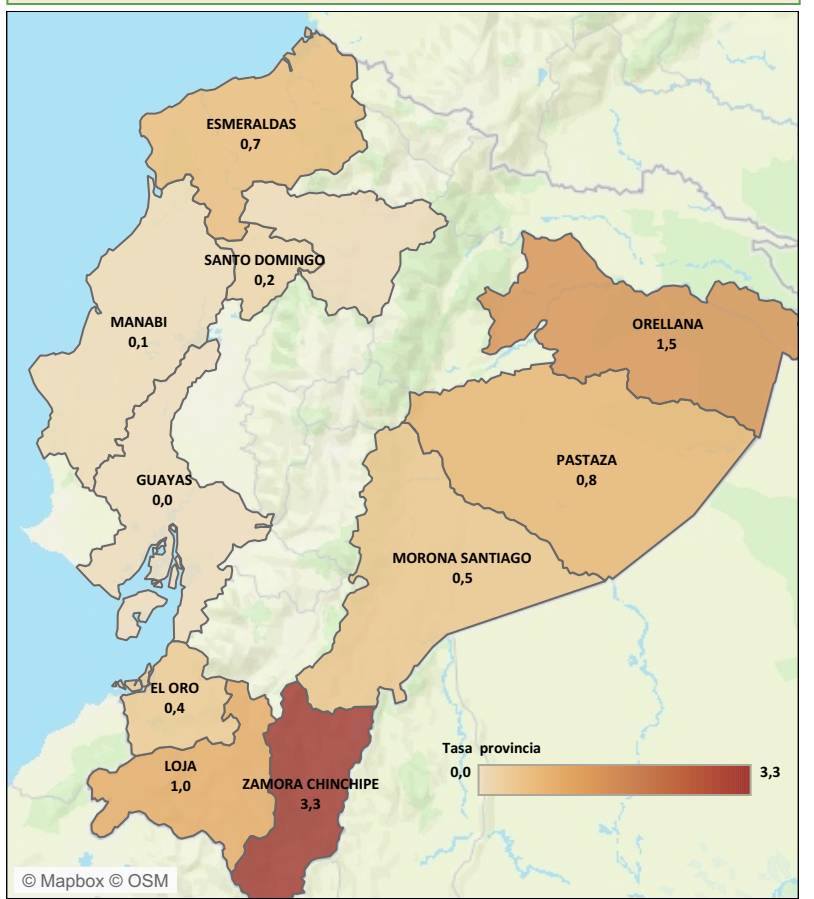 ESMERALDAS
0,7
SANTO DOMINGO
0,2
MANABI
0,1
ORELLANA
1,5
PASTAZA
0,8
GUAYAS
0,0
MORONA SANTIAGO
0,5
EL ORO
0,4
LOJA
1,0
ZAMORA CHINCHIPE
3,3
Tasa provincia
0,0
3,3
© Mapbox © OSM